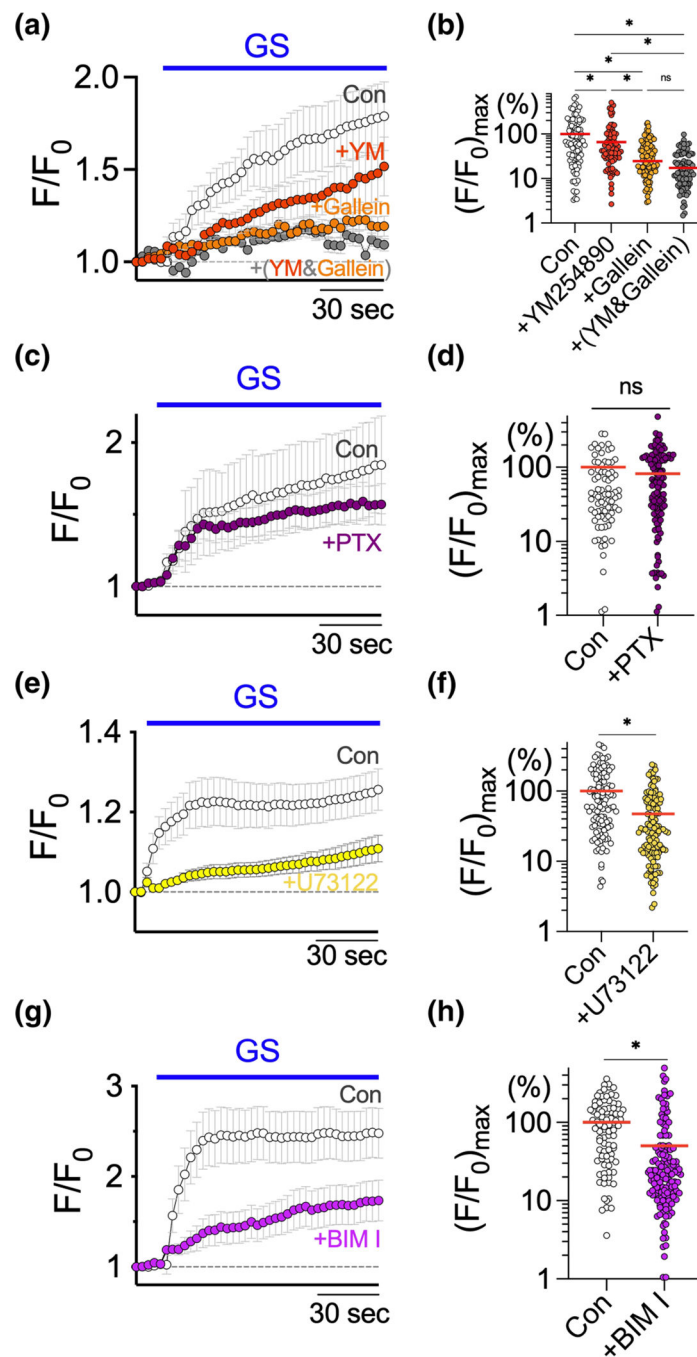 (a)
GS
F/F0
2.0
1.5
1.0
Con
+YM
+Gallein
+(YM&Gallein)
30 sec
(b)
(F/F0)max
(%)
100
10
1
* * * * * ns
Con
+YM254890
+Gallein
+(YM&Gallein)
(c)
GS
F/F0
2
1
Con
+PTX
30 sec
(d)
ns
(F/F0)max
(%)
100
10
1
Con
+PTX
(e)
GS
F/F0
1.4
1.2
1.0
Con
+U73122
30 sec
(f)
*
(F/F0)max
(%)
100
10
1
Con
+U73122
(g)
GS
F/F0
3
2
1
Con
+BIM I
30 sec
(h)
*
(F/F0)max
(%)
100
10
1
Con
+BIM I